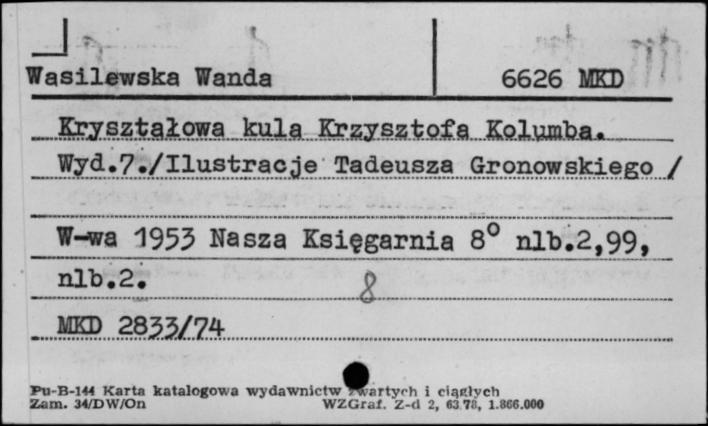 Wasilewska Wanda 6626 MKD
Kryształowa kula Krzysztofa Kolumba.
Wyd.7./Ilustracje Tadeusza Gronowskiego /
W-wa 1953 Nasza Księgarnia 8° nlb.2,99,
nlb.2. 8
MKD 2833/74
Pu-B-144 Karta katalogowa wydawnictw zwartych i ciągłych
Zam. 34/DW/On WZGraf. Z-d 2, 63.78, 1.866.000